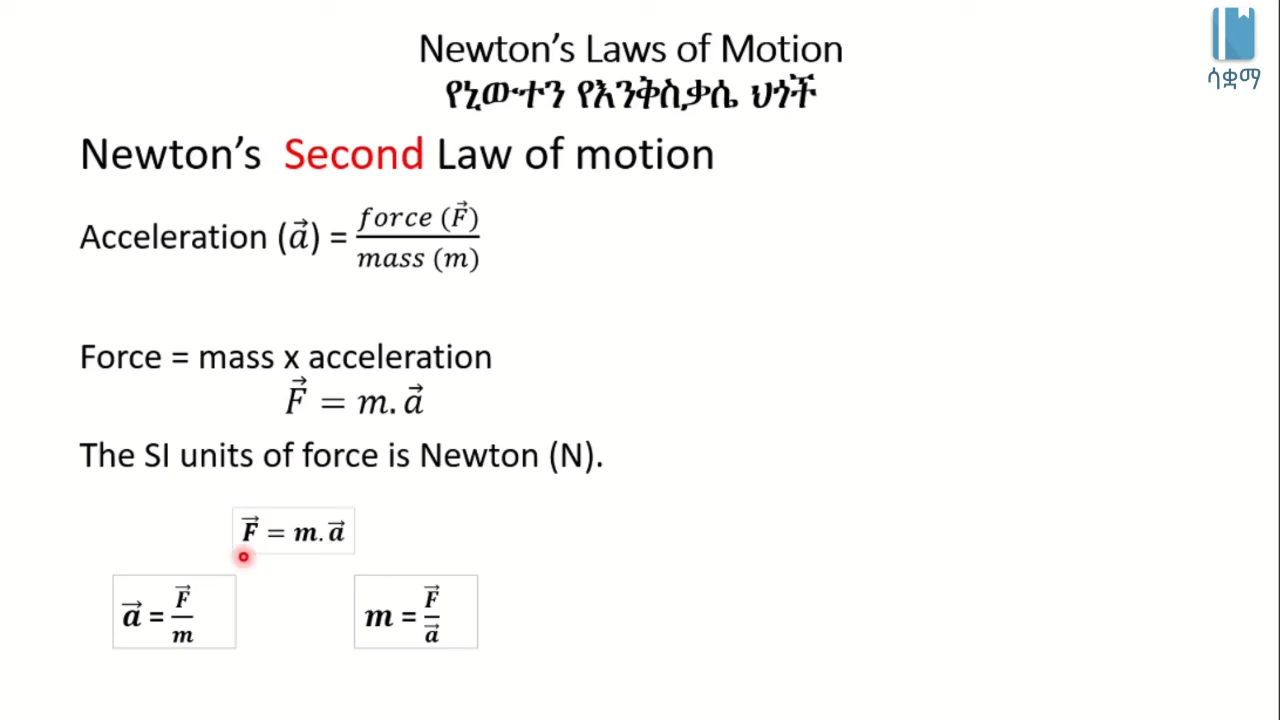 Newton’s Laws of Motion
የኒውተን የእንቅስቃሴ ህጎች
ሳቋማ
Newton’s Second Law of motion
Acceleration (a⃗) = force (F⃗) / mass (m)
Force = mass x acceleration
F⃗ = m. a⃗
The SI units of force is Newton (N).
F⃗ = m. a⃗
a⃗ = F⃗ / m
m = F⃗ / a⃗